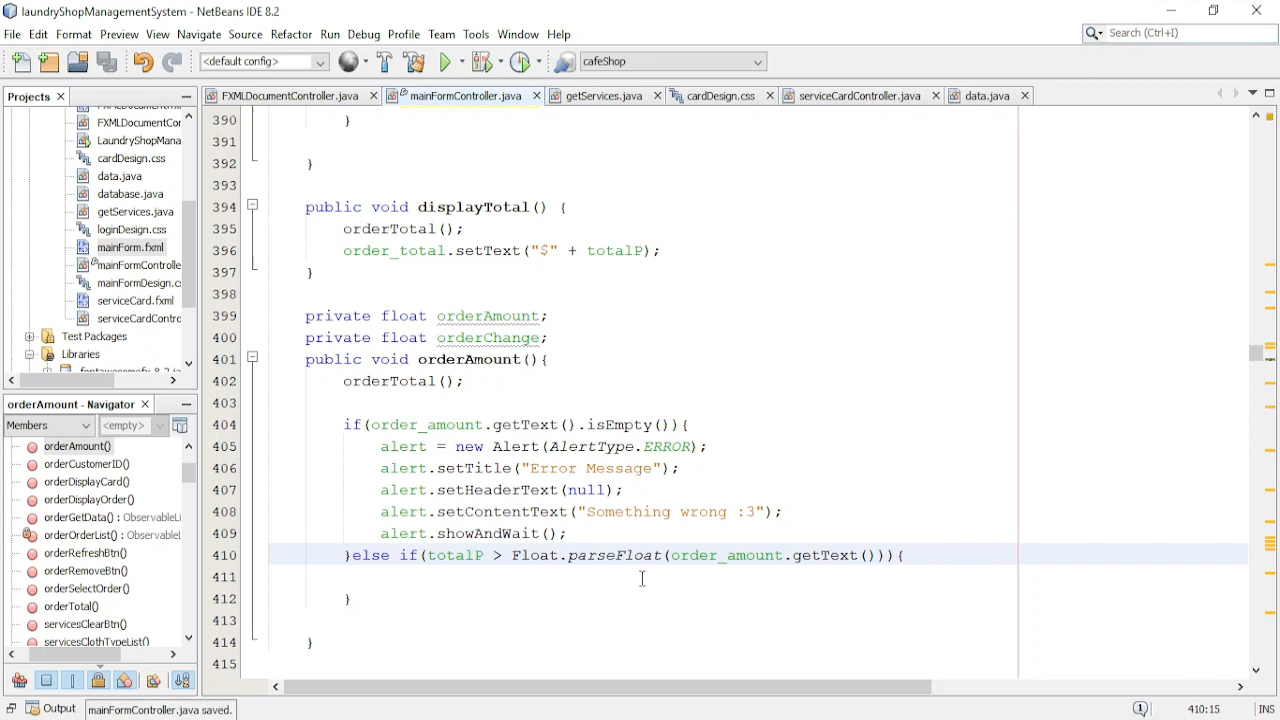 laundryShopManagementSystem - NetBeans IDE 8.2
File Edit Format Preview View Navigate Source Refactor Run Debug Profile Team Tools Window Help
Search (Ctrl+I)
<default config>
cafeShop
Projects
FXMLDocumentController.java
mainFormController.java
getServices.java
cardDesign.css
serviceCardController.java
data.java
FXMLDocumentCor
LaundryShopMana
cardDesign.css
data.java
database.java
getServices.java
loginDesign.css
mainForm.fxml
mainFormControlle
mainFormDesign.cs
serviceCard.fxml
serviceCardContro
Test Packages
Libraries
orderAmount - Navigator
Members
<empty>
orderAmount()
orderCustomerID()
orderDisplayCard()
orderDisplayOrder()
orderGetData() : ObservableLi
orderOrderList() : Observable
orderRefreshBtn()
orderRemoveBtn()
orderSelectOrder()
orderTotal()
servicesClearBtn()
servicesClothTypeList()
390 }
391
392 }
393
394 public void displayTotal() {
395 orderTotal();
396 order_total.setText("$" + totalP);
397 }
398
399 private float orderAmount;
400 private float orderChange;
401 public void orderAmount(){
402 orderTotal();
403
404 if(order_amount.getText().isEmpty()){
405 alert = new Alert(AlertType.ERROR);
406 alert.setTitle("Error Message");
407 alert.setHeaderText(null);
408 alert.setContentText("Something wrong :3");
409 alert.showAndWait();
410 }else if(totalP > Float.parseFloat(order_amount.getText())){
411
412 }
413
414 }
415
Output
mainFormController.java saved.
1
410:15
INS